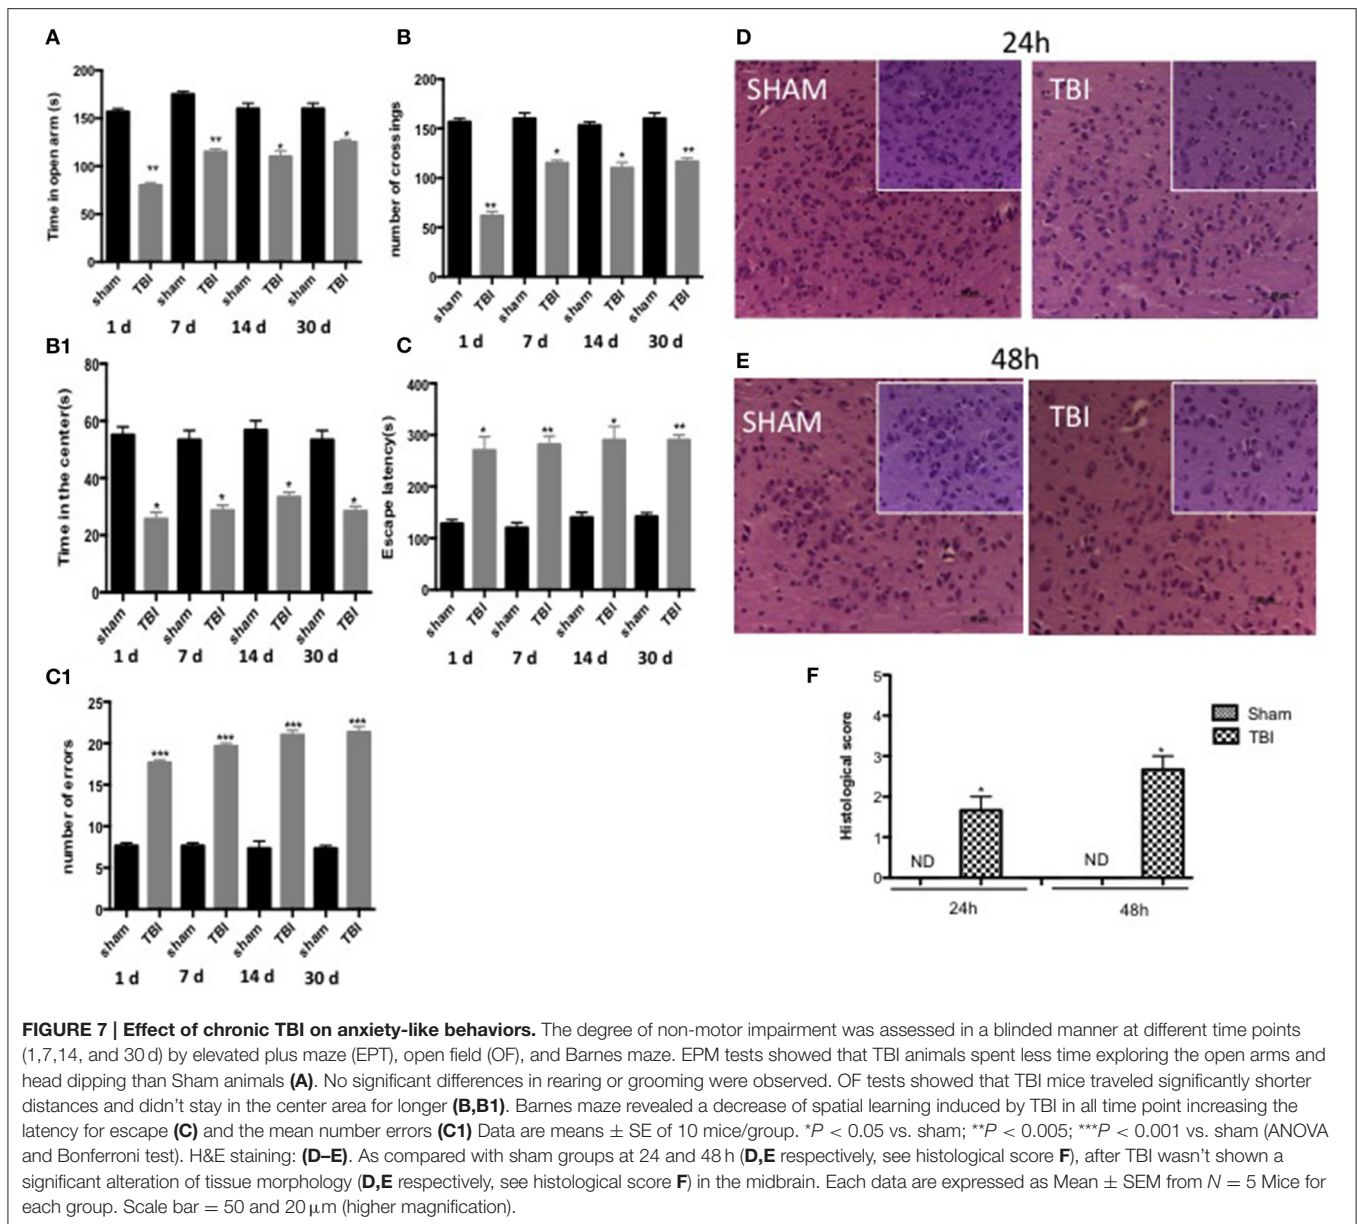 A
Time in open arm (s)
200
150
100
50
0
**
**
*
*
sham TBI sham TBI sham TBI sham TBI
1 d 7 d 14 d 30 d
B
number of crossings
200
150
100
50
0
**
*
*
**
sham TBI sham TBI sham TBI sham TBI
1 d 7 d 14 d 30 d
B1
Time in the center(s)
80
60
40
20
0
*
*
*
*
sham TBI sham TBI sham TBI sham TBI
1 d 7 d 14 d 30 d
C
Escape latency(s)
400
300
200
100
0
*
**
*
**
sham TBI sham TBI sham TBI sham TBI
1 d 7 d 14 d 30 d
C1
number of errors
25
20
15
10
5
0
***
***
***
***
sham TBI sham TBI sham TBI sham TBI
1 d 7 d 14 d 30 d
D
24h
SHAM
TBI
E
48h
SHAM
TBI
F
Histological score
5
4
3
2
1
0
ND
*
ND
*
24h 48h
Sham
TBI
FIGURE 7 | Effect of chronic TBI on anxiety-like behaviors. The degree of non-motor impairment was assessed in a blinded manner at different time points
(1,7,14, and 30 d) by elevated plus maze (EPT), open field (OF), and Barnes maze. EPM tests showed that TBI animals spent less time exploring the open arms and
head dipping than Sham animals (A). No significant differences in rearing or grooming were observed. OF tests showed that TBI mice traveled significantly shorter
distances and didn't stay in the center area for longer (B,B1). Barnes maze revealed a decrease of spatial learning induced by TBI in all time point increasing the
latency for escape (C) and the mean number errors (C1) Data are means ± SE of 10 mice/group. *P < 0.05 vs. sham; **P < 0.005; ***P < 0.001 vs. sham (ANOVA
and Bonferroni test). H&E staining: (D–E). As compared with sham groups at 24 and 48 h (D,E respectively, see histological score F), after TBI wasn't shown a
significant alteration of tissue morphology (D,E respectively, see histological score F) in the midbrain. Each data are expressed as Mean ± SEM from N = 5 Mice for
each group. Scale bar = 50 and 20 μm (higher magnification).